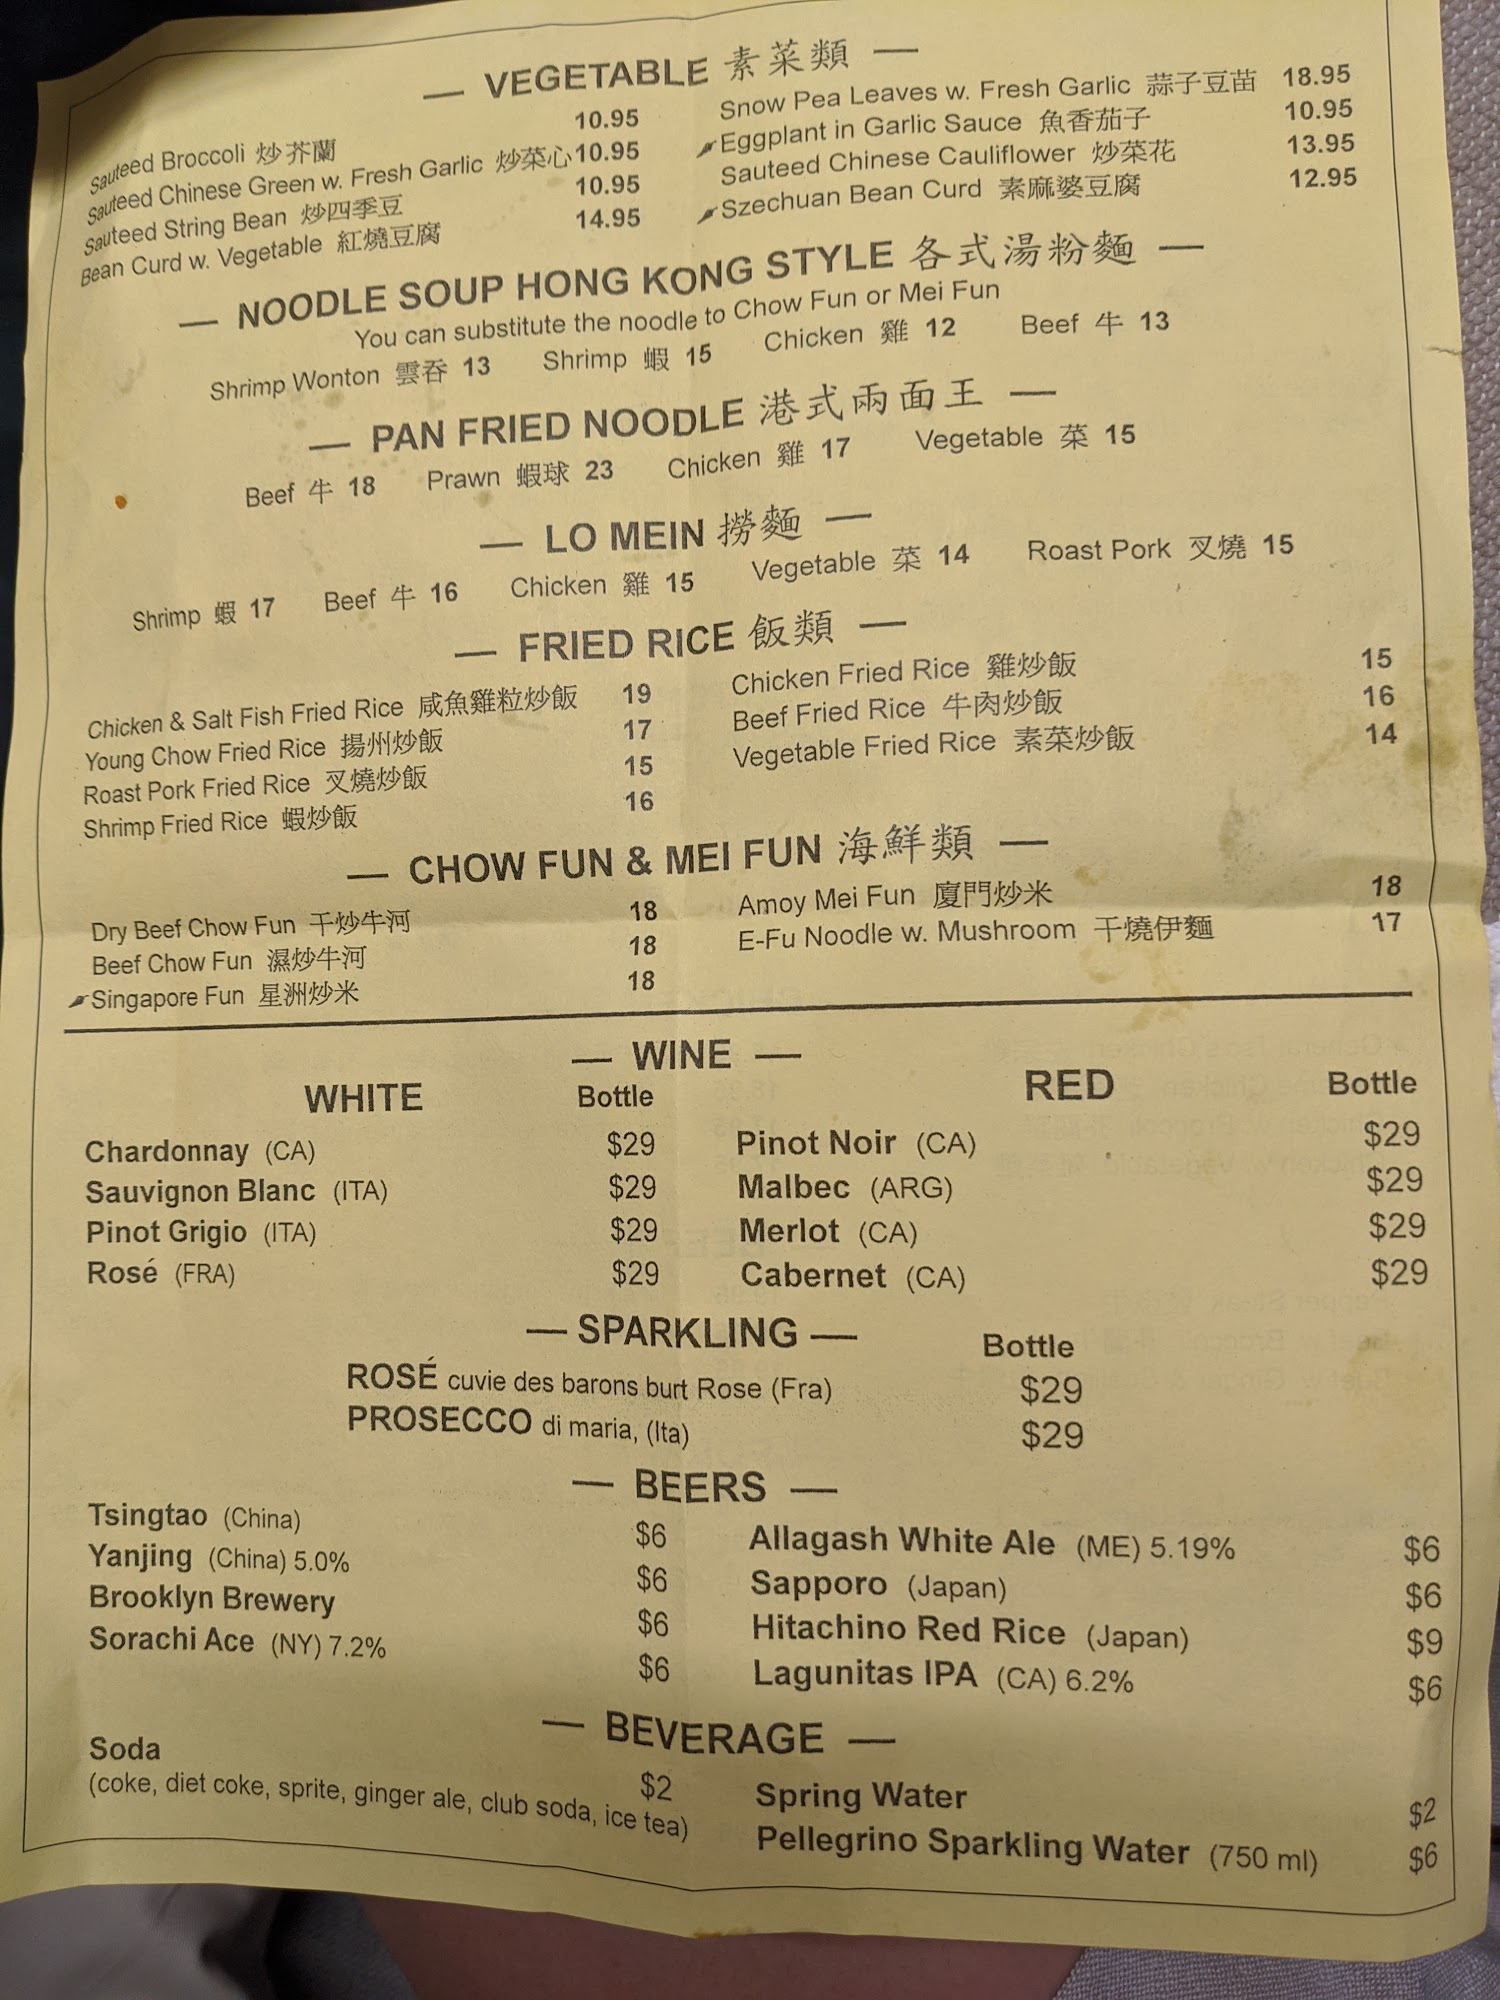 — VEGETABLE 素菜類 —
Sauteed Broccoli 炒芥蘭 10.95
Sauteed Chinese Green w. Fresh Garlic 炒菜心 10.95
Sauteed String Bean 炒四季豆 10.95
Bean Curd w. Vegetable 紅燒豆腐 14.95
Snow Pea Leaves w. Fresh Garlic 蒜子豆苗 18.95
Eggplant in Garlic Sauce 魚香茄子 10.95
Sauteed Chinese Cauliflower 炒菜花 13.95
Szechuan Bean Curd 素麻婆豆腐 12.95
— NOODLE SOUP HONG KONG STYLE 各式湯粉麵 —
You can substitute the noodle to Chow Fun or Mei Fun
Shrimp Wonton 雲吞 13 Shrimp 蝦 15 Chicken 雞 12 Beef 牛 13
— PAN FRIED NOODLE 港式兩面王 —
Beef 牛 18 Prawn 蝦球 23 Chicken 雞 17 Vegetable 菜 15
— LO MEIN 撈麵 —
Shrimp 蝦 17 Beef 牛 16 Chicken 雞 15 Vegetable 菜 14 Roast Pork 叉燒 15
— FRIED RICE 飯類 —
Chicken & Salt Fish Fried Rice 咸魚雞粒炒飯 19
Young Chow Fried Rice 揚州炒飯 17
Roast Pork Fried Rice 叉燒炒飯 15
Shrimp Fried Rice 蝦炒飯 16
Chicken Fried Rice 雞炒飯 15
Beef Fried Rice 牛肉炒飯 16
Vegetable Fried Rice 素菜炒飯 14
— CHOW FUN & MEI FUN 海鮮類 —
Dry Beef Chow Fun 干炒牛河 18
Beef Chow Fun 濕炒牛河 18
Singapore Fun 星洲炒米 18
Amoy Mei Fun 廈門炒米 18
E-Fu Noodle w. Mushroom 干燒伊麵 17
— WINE —
WHITE Bottle
Chardonnay (CA) $29
Sauvignon Blanc (ITA) $29
Pinot Grigio (ITA) $29
Rosé (FRA) $29
RED Bottle
Pinot Noir (CA) $29
Malbec (ARG) $29
Merlot (CA) $29
Cabernet (CA) $29
— SPARKLING — Bottle
ROSÉ cuvie des barons burt Rose (Fra) $29
PROSECCO di maria, (Ita) $29
— BEERS —
Tsingtao (China) $6
Yanjing (China) 5.0% $6
Brooklyn Brewery $6
Sorachi Ace (NY) 7.2% $6
Allagash White Ale (ME) 5.19% $6
Sapporo (Japan) $6
Hitachino Red Rice (Japan) $9
Lagunitas IPA (CA) 6.2% $6
— BEVERAGE —
Soda $2
(coke, diet coke, sprite, ginger ale, club soda, ice tea)
Spring Water $2
Pellegrino Sparkling Water (750 ml) $6